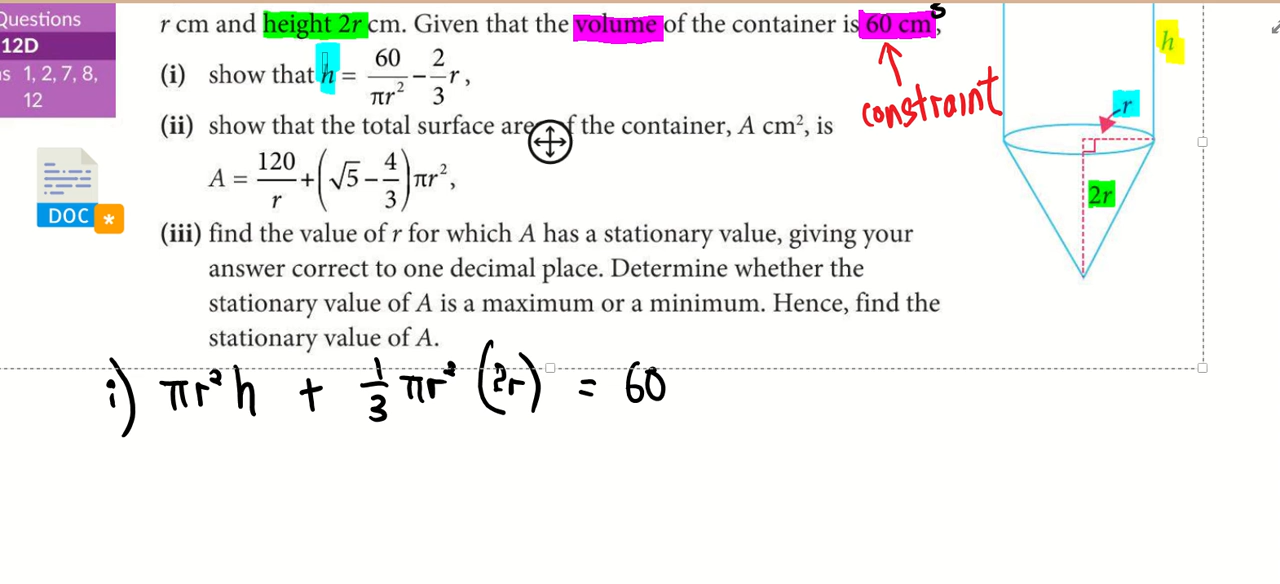 Questions
12D
s 1, 2, 7, 8,
12
DOC *
r cm and height 2r cm. Given that the volume of the container is 60 cm³,
(i) show that h = 60/πr² − 2/3 r,
constraint
(ii) show that the total surface are of the container, A cm², is
A = 120/r + (√5 − 4/3) πr²,
(iii) find the value of r for which A has a stationary value, giving your
answer correct to one decimal place. Determine whether the
stationary value of A is a maximum or a minimum. Hence, find the
stationary value of A.
h
r
2r
i) πr²h + 1/3 πr² (2r) = 60